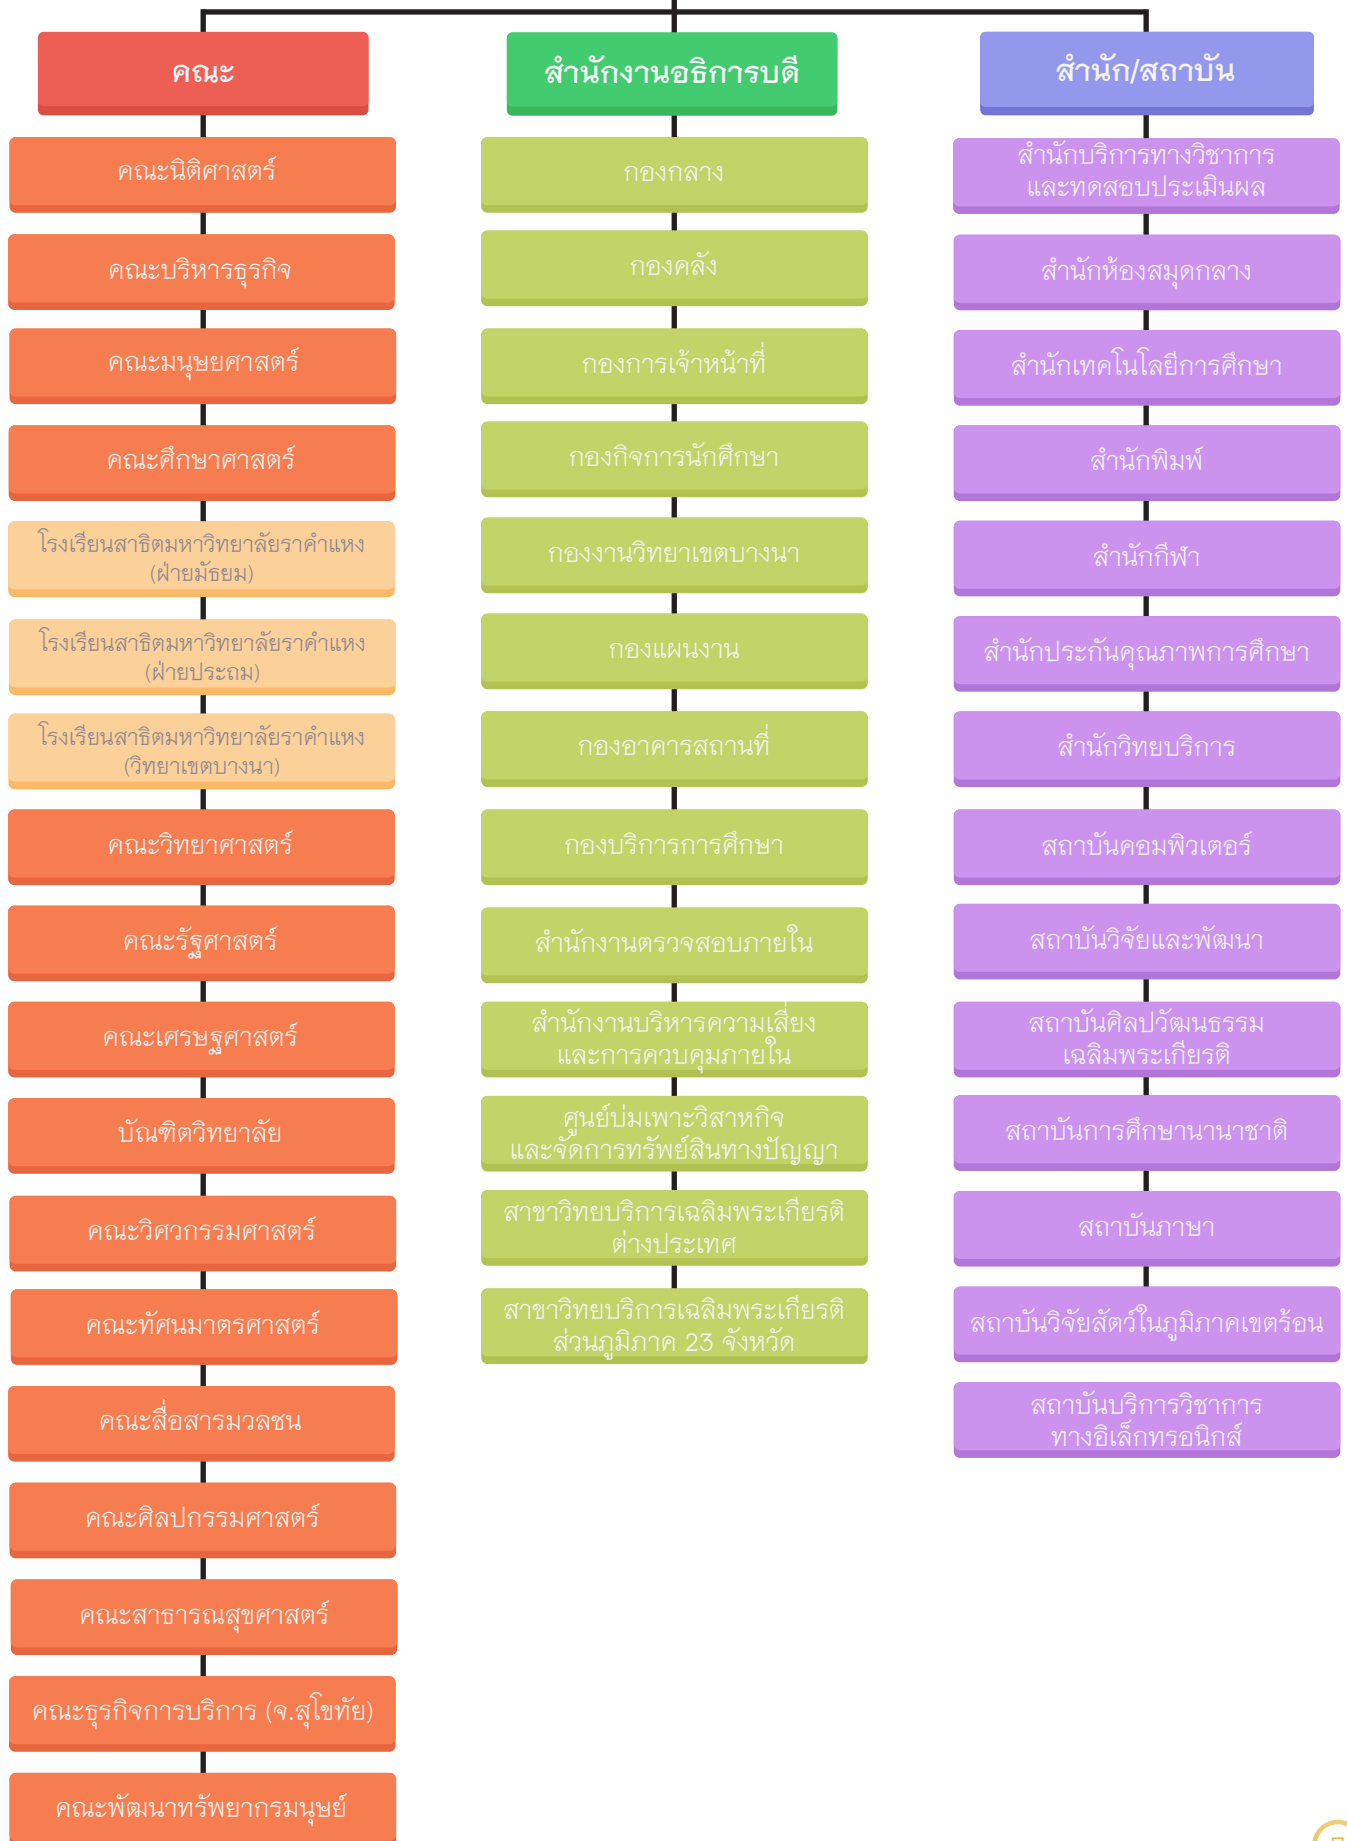 คณะ
คณะนิติศาสตร์
คณะบริหารธุรกิจ
คณะมนุษยศาสตร์
คณะศึกษาศาสตร์
โรงเรียนสาธิตมหาวิทยาลัยราคำแหง
(ฝ่ายมัธยม)
โรงเรียนสาธิตมหาวิทยาลัยราคำแหง
(ฝ่ายประถม)
โรงเรียนสาธิตมหาวิทยาลัยราคำแหง
(วิทยาเขตบางนา)
คณะวิทยาศาสตร์
คณะรัฐศาสตร์
คณะเศรษฐศาสตร์
บัณฑิตวิทยาลัย
คณะวิศวกรรมศาสตร์
คณะทัศนมาตรศาสตร์
คณะสื่อสารมวลชน
คณะศิลปกรรมศาสตร์
คณะสาธารณสุขศาสตร์
คณะธุรกิจการบริการ (จ.สุโขทัย)
คณะพัฒนาทรัพยากรมนุษย์
สำนักงานอธิการบดี
กองกลาง
กองคลัง
กองการเจ้าหน้าที่
กองกิจการนักศึกษา
กองงานวิทยาเขตบางนา
กองแผนงาน
กองอาคารสถานที่
กองบริการการศึกษา
สำนักงานตรวจสอบภายใน
สำนักงานบริหารความเสี่ยง
และการควบคุมภายใน
ศูนย์บ่มเพาะวิสาหกิจ
และจัดการทรัพย์สินทางปัญญา
สาขาวิทยบริการเฉลิมพระเกียรติ
ต่างประเทศ
สาขาวิทยบริการเฉลิมพระเกียรติ
ส่วนภูมิภาค 23 จังหวัด
สำนัก/สถาบัน
สำนักบริการทางวิชาการ
และทดสอบประเมินผล
สำนักห้องสมุดกลาง
สำนักเทคโนโลยีการศึกษา
สำนักพิมพ์
สำนักกีฬา
สำนักประกันคุณภาพการศึกษา
สำนักวิทยบริการ
สถาบันคอมพิวเตอร์
สถาบันวิจัยและพัฒนา
สถาบันศิลปวัฒนธรรม
เฉลิมพระเกียรติ
สถาบันการศึกษานานาชาติ
สถาบันภาษา
สถาบันวิจัยสัตว์ในภูมิภาคเขตร้อน
สถาบันบริการวิชาการ
ทางอิเล็กทรอนิกส์